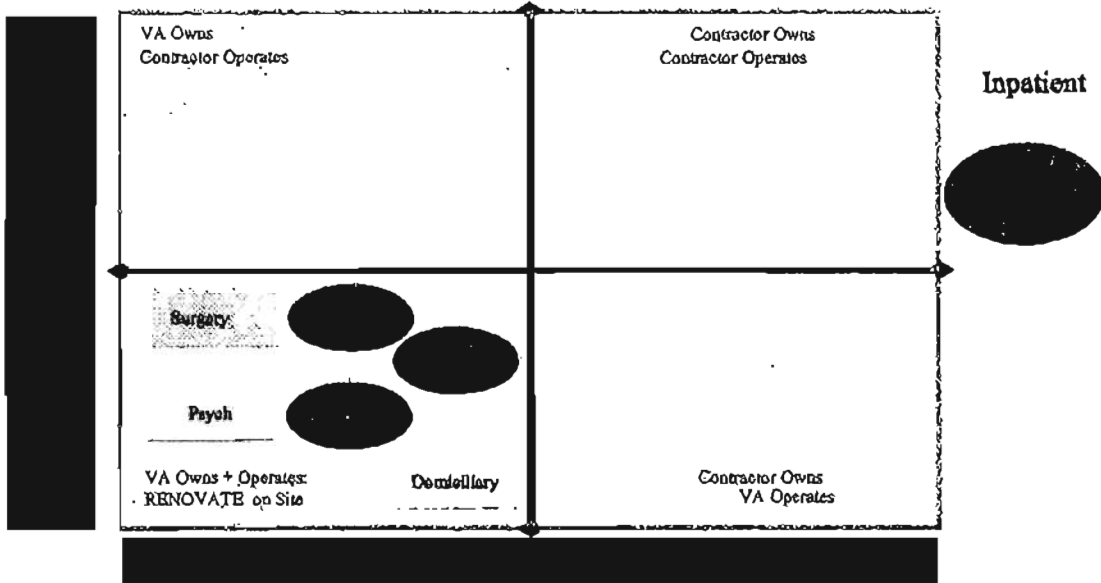 VA Owns
Contractor Operates
Contractor Owns
Contractor Operates
Inpatient
Surgery
Psych
VA Owns + Operates:
RENOVATE on Site
Domiciliary
Contractor Owns
VA Operates